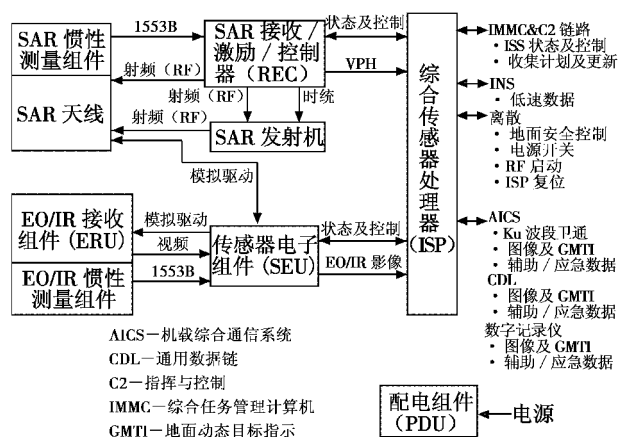 SAR 惯性
测量组件
SAR 天线
1553B
SAR 接收/
激励/控制
器(REC)
状态及控制
VPH
射频(RF)
射频(RF)
时统
射频(RF)
SAR 发射机
模拟驱动
EO/IR 接收
组件(ERU)
EO/IR 惯性
测量组件
模拟驱动
视频
1553B
传感器电子
组件(SEU)
状态及控制
EO/IR 影像
综
合
传
感
器
处
理
器
(ISP)
IMMC&C2 链路
· ISS 状态及控制
· 收集计划及更新
INS
· 低速数据
离散
· 地面安全控制
· 电源开关
· RF 启动
· ISP 复位
AICS
· Ku 波段卫通
· 图像及 GMT1
· 辅助/应急数据
CDL
· 图像及 GMT1
· 辅助/应急数据
数字记录仪
· 图像及 GMT1
· 辅助/应急数据
AICS—机载综合通信系统
CDL—通用数据链
C2—指挥与控制
IMMC—综合任务管理计算机
GMT1—地面动态目标指示
配电组件
(PDU)
电源